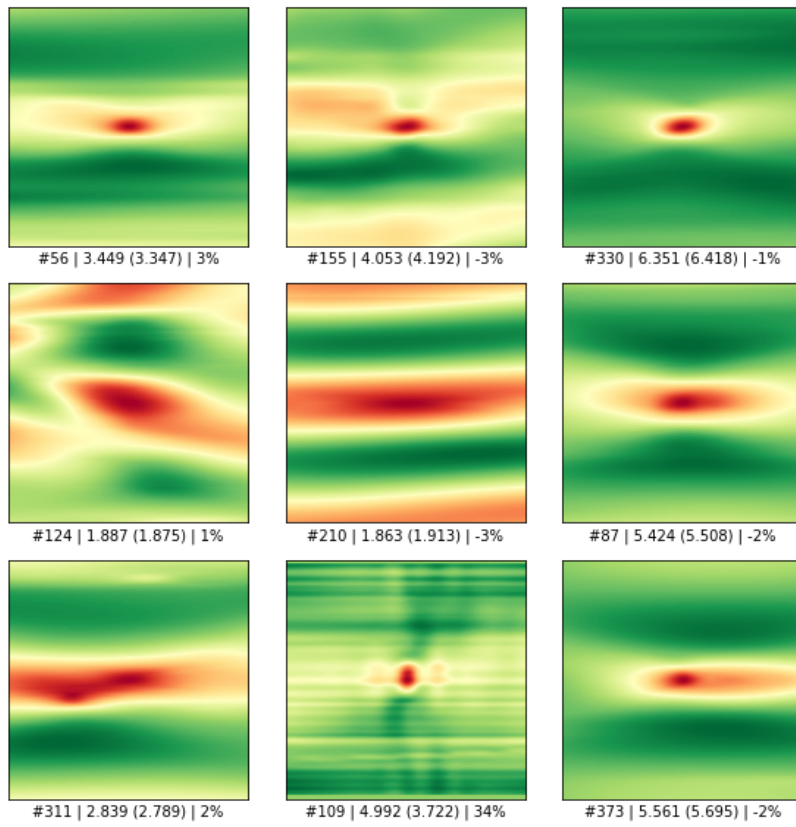 #56 | 3.449 (3.347) | 3%
#155 | 4.053 (4.192) | -3%
#330 | 6.351 (6.418) | -1%
#124 | 1.887 (1.875) | 1%
#210 | 1.863 (1.913) | -3%
#87 | 5.424 (5.508) | -2%
#311 | 2.839 (2.789) | 2%
#109 | 4.992 (3.722) | 34%
#373 | 5.561 (5.695) | -2%